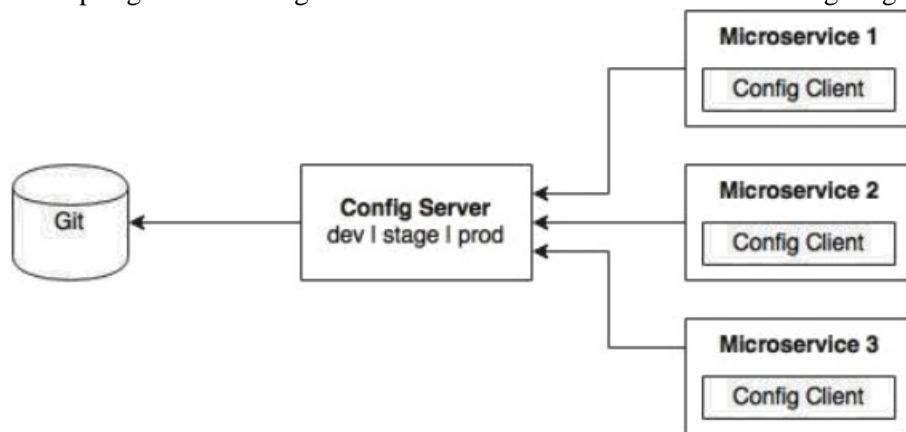 Microservice 1
Config Client
Git
Config Server
dev | stage | prod
Microservice 2
Config Client
Microservice 3
Config Client